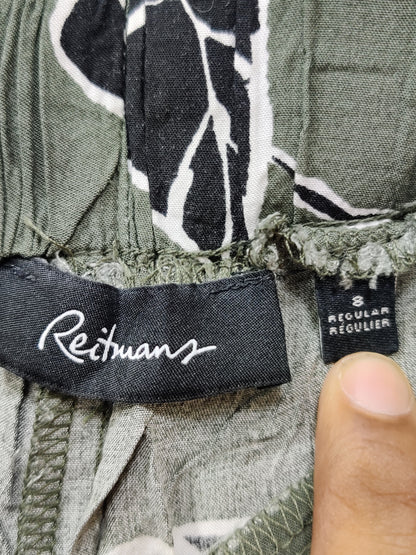 Reitmans
8
REGULAR
RÉGULIER